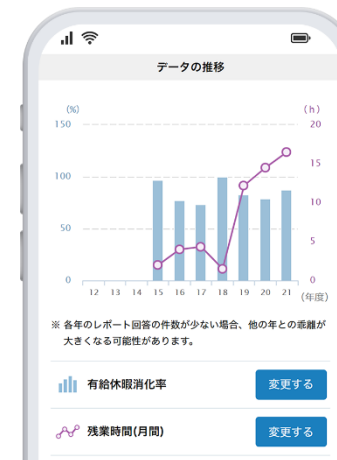 データの推移
(%)
(h)
150
20
15
100
10
50
5
0
0
12 13 14 15 16 17 18 19 20 21
(年度)
※ 各年のレポート回答の件数が少ない場合、他の年との乖離が
大きくなる可能性があります。
有給休暇消化率
変更する
残業時間(月間)
変更する